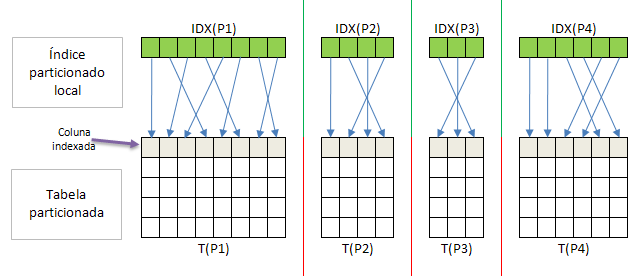 IDX(P1)
IDX(P2)
IDX(P3)
IDX(P4)
Índice
particionado
local
Coluna
indexada
Tabela
particionada
T(P1)
T(P2)
T(P3)
T(P4)